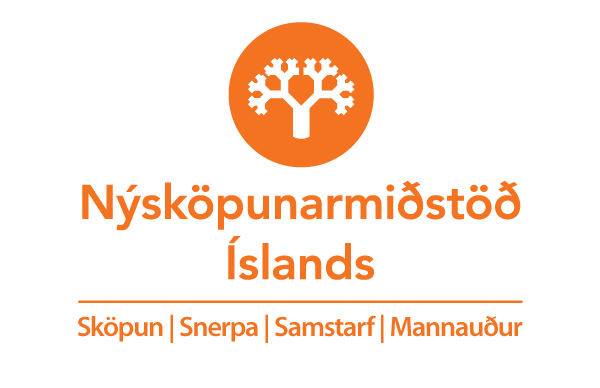 Nýsköpunarmiðstöð
Íslands
Sköpun | Snerpa | Samstarf | Mannauður